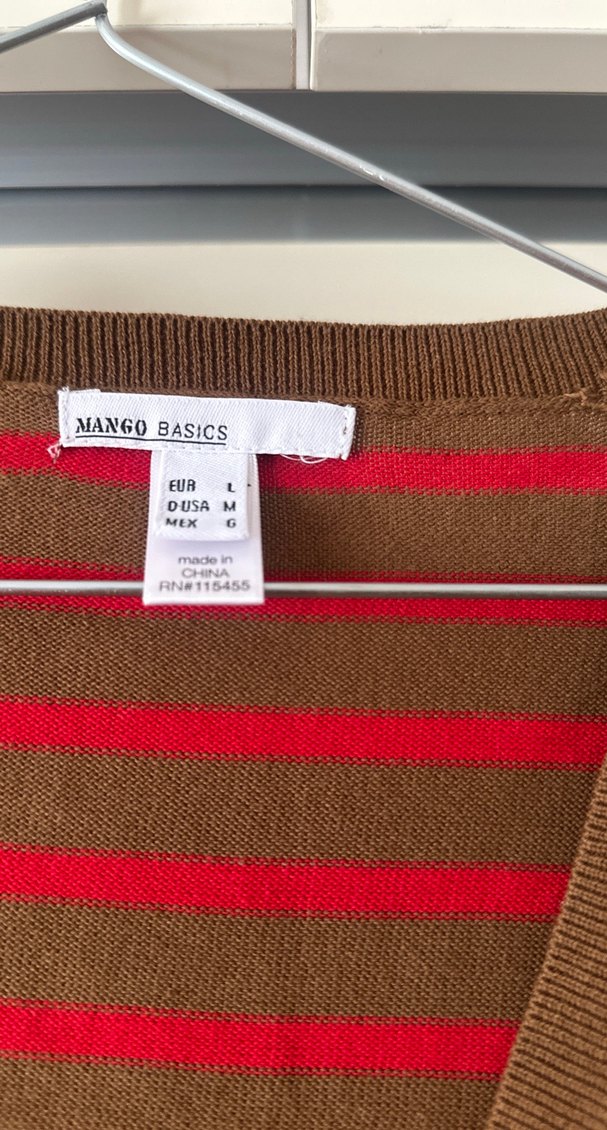 MANGO BASICS
EUR L
D·USA M
MEX G
made in
CHINA
RN#115455